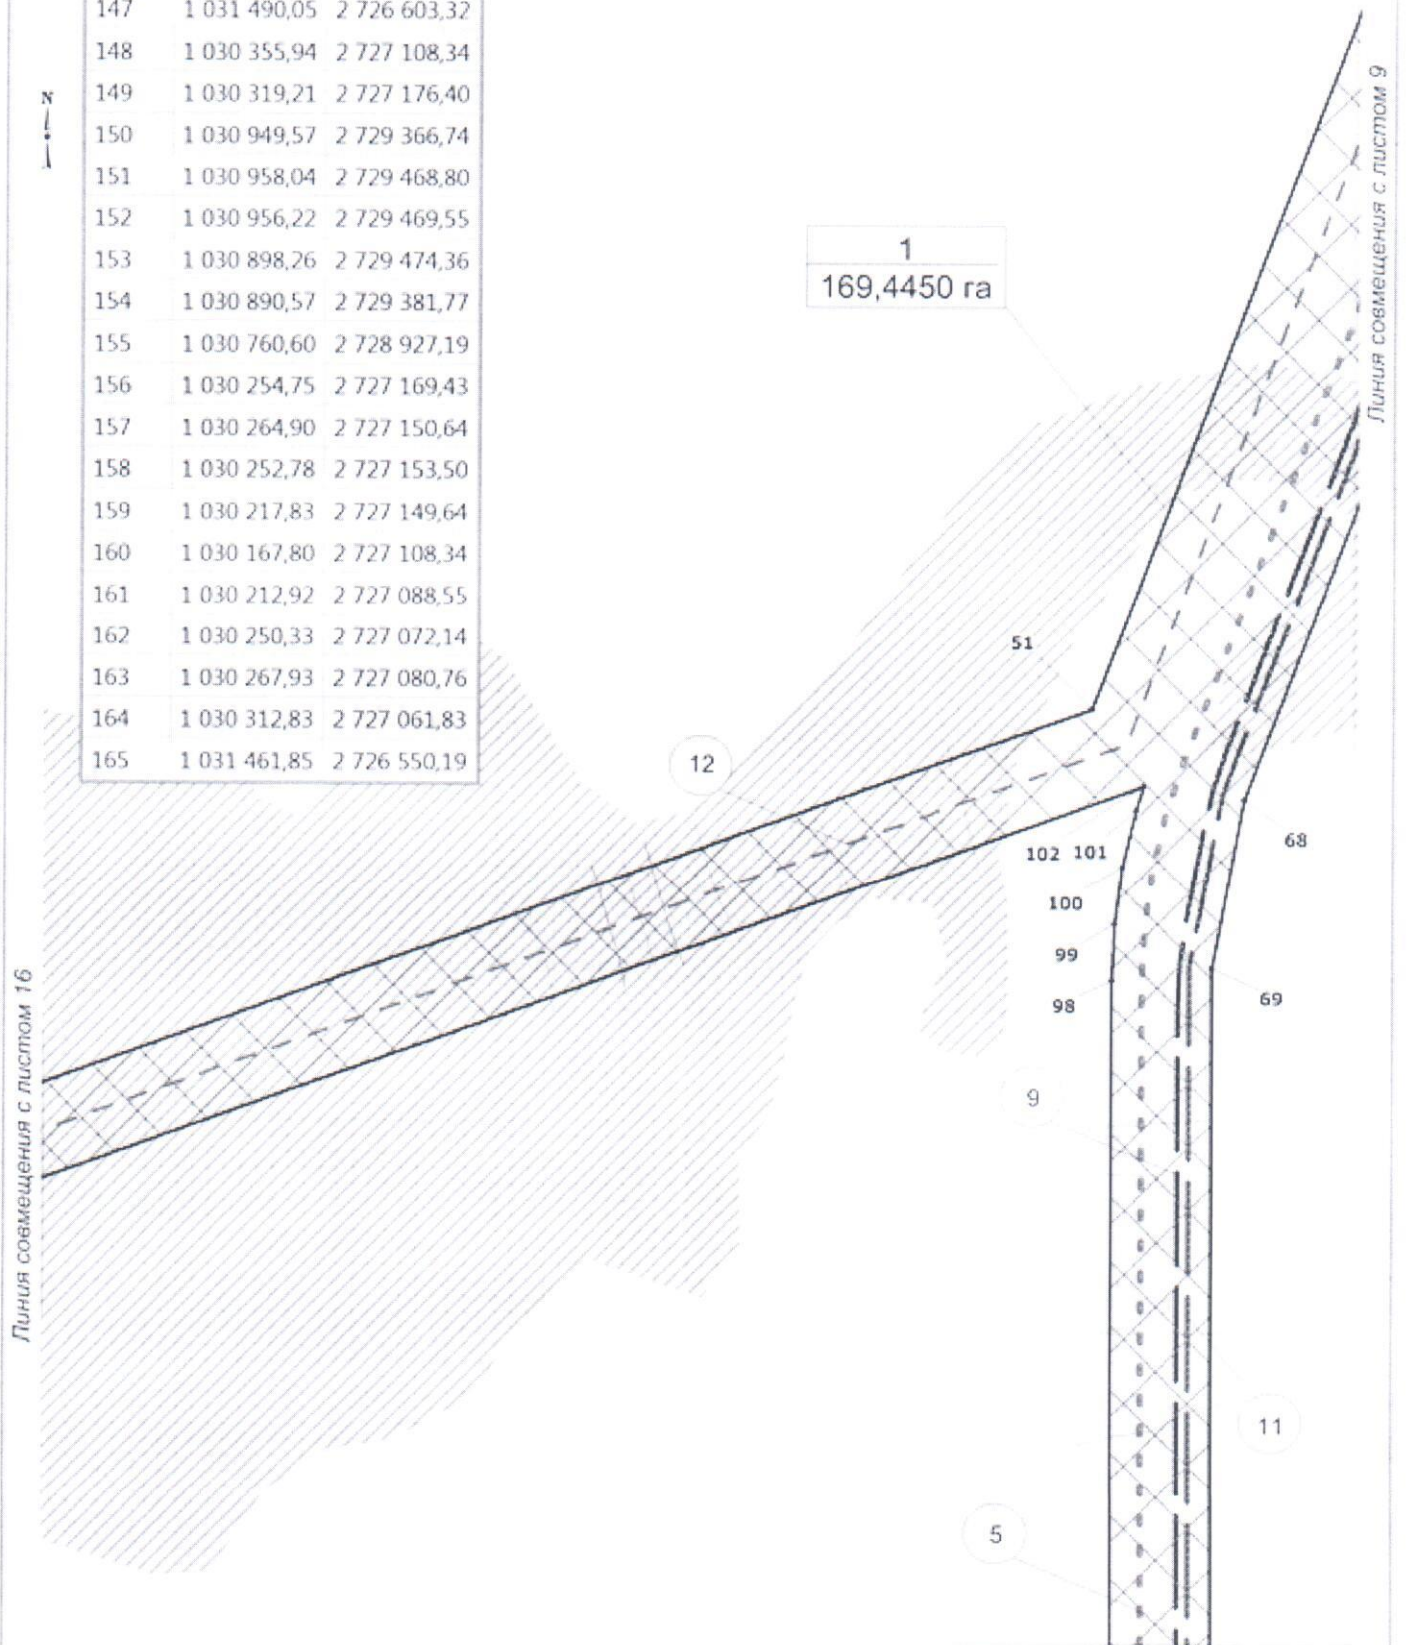 147 1 031 490,05 2 726 603,32
148 1 030 355,94 2 727 108,34
149 1 030 319,21 2 727 176,40
150 1 030 949,57 2 729 366,74
151 1 030 958,04 2 729 468,80
152 1 030 956,22 2 729 469,55
153 1 030 898,26 2 729 474,36
154 1 030 890,57 2 729 381,77
155 1 030 760,60 2 728 927,19
156 1 030 254,75 2 727 169,43
157 1 030 264,90 2 727 150,64
158 1 030 252,78 2 727 153,50
159 1 030 217,83 2 727 149,64
160 1 030 167,80 2 727 108,34
161 1 030 212,92 2 727 088,55
162 1 030 250,33 2 727 072,14
163 1 030 267,93 2 727 080,76
164 1 030 312,83 2 727 061,83
165 1 031 461,85 2 726 550,19
N
Линия совмещения с листом 9
1
169,4450 га
51
12
68
102 101
100
99
98
69
9
Линия совмещения с листом 16
11
5